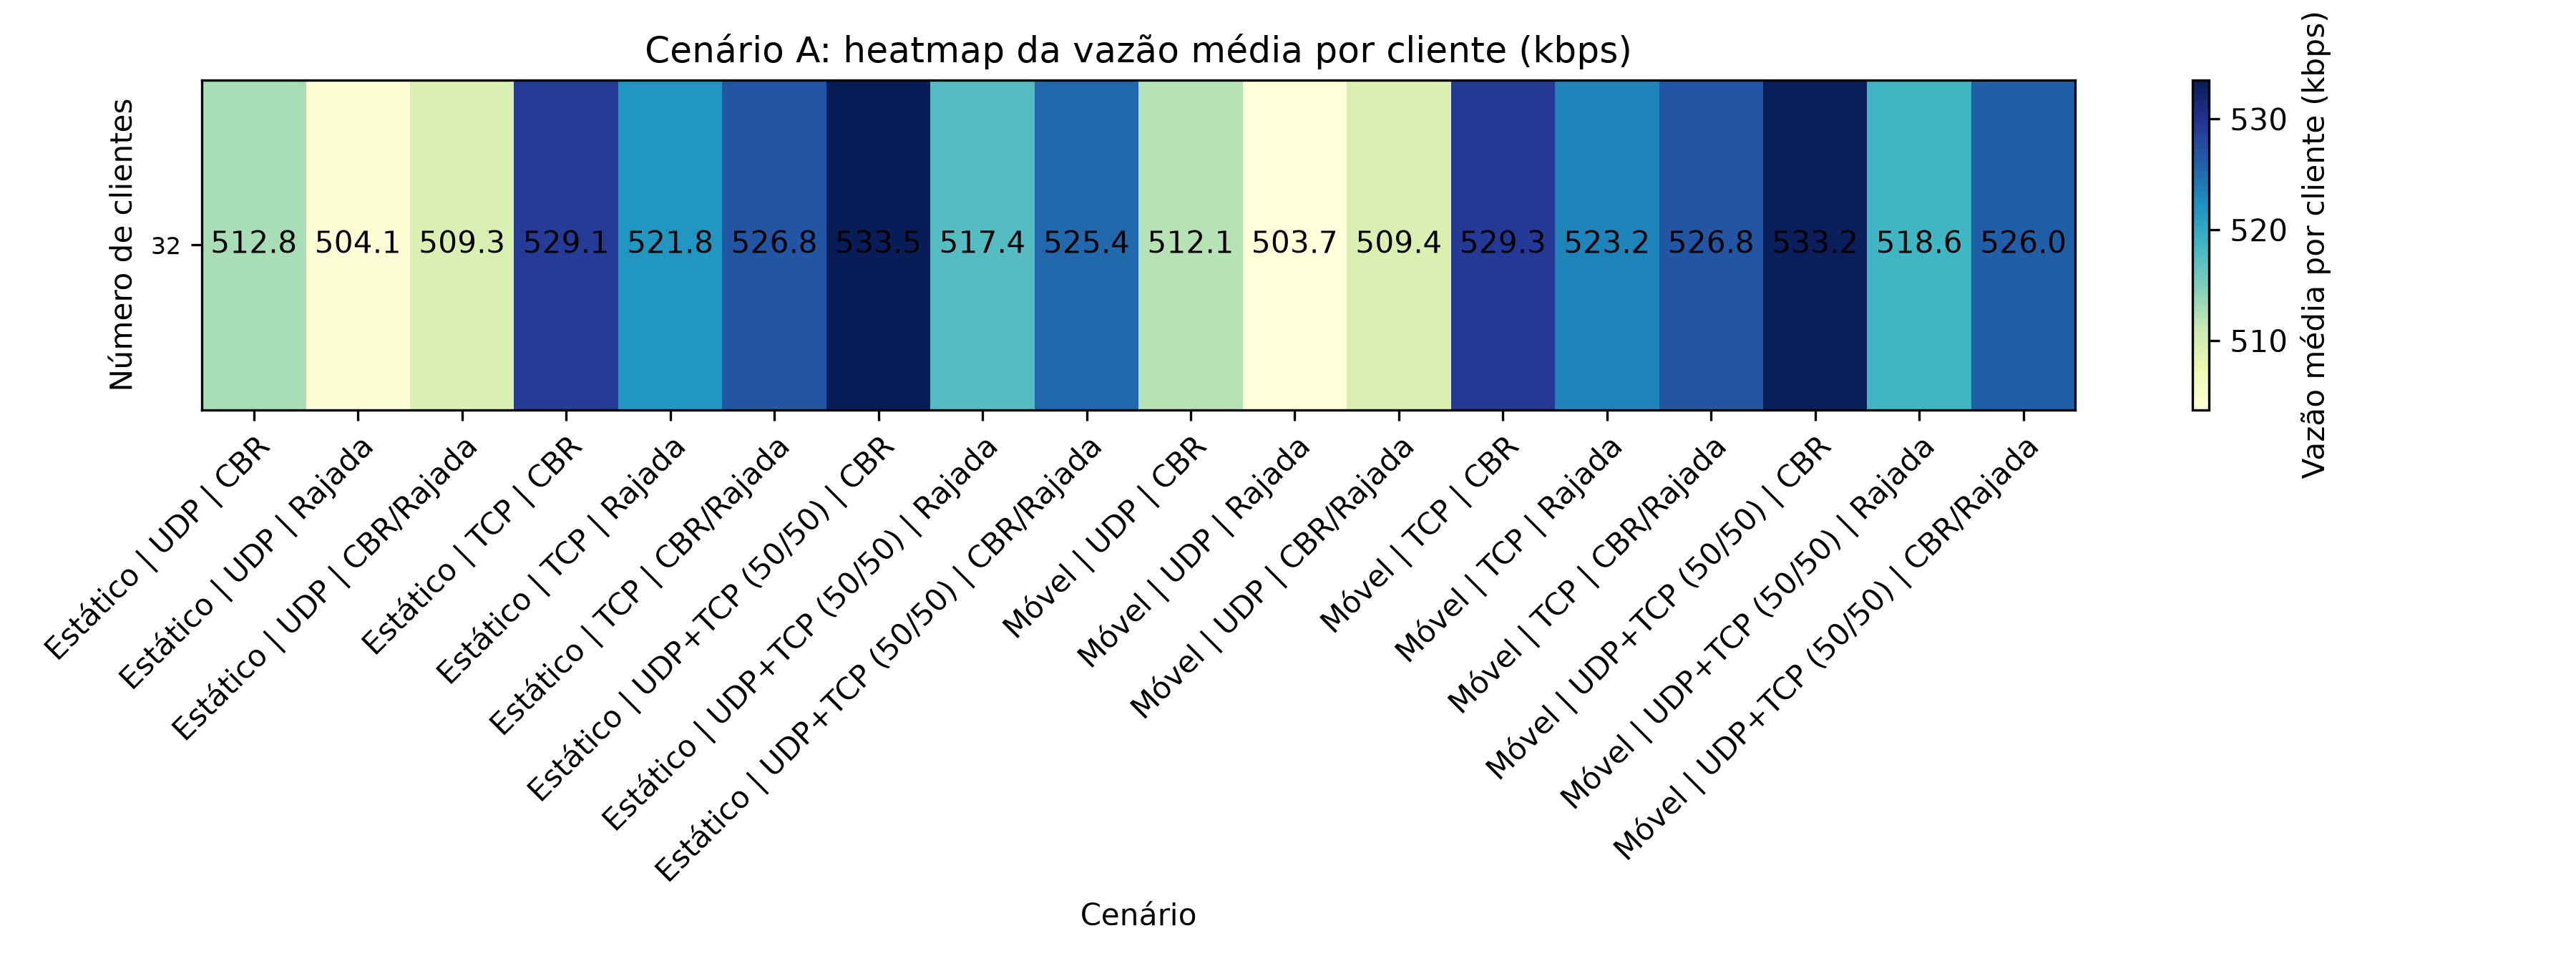 Cenário A: heatmap da vazão média por cliente (kbps)
Número de clientes
32
512.8 504.1 509.3 529.1 521.8 526.8 533.5 517.4 525.4 512.1 503.7 509.4 529.3 523.2 526.8 533.2 518.6 526.0
Estático | UDP | CBR
Estático | UDP | Rajada
Estático | UDP | CBR/Rajada
Estático | TCP | CBR
Estático | TCP | Rajada
Estático | TCP | CBR/Rajada
Estático | UDP+TCP (50/50) | CBR
Estático | UDP+TCP (50/50) | Rajada
Estático | UDP+TCP (50/50) | CBR/Rajada
Móvel | UDP | CBR
Móvel | UDP | Rajada
Móvel | UDP | CBR/Rajada
Móvel | TCP | CBR
Móvel | TCP | Rajada
Móvel | TCP | CBR/Rajada
Móvel | UDP+TCP (50/50) | CBR
Móvel | UDP+TCP (50/50) | Rajada
Móvel | UDP+TCP (50/50) | CBR/Rajada
Cenário
530
520
510
Vazão média por cliente (kbps)